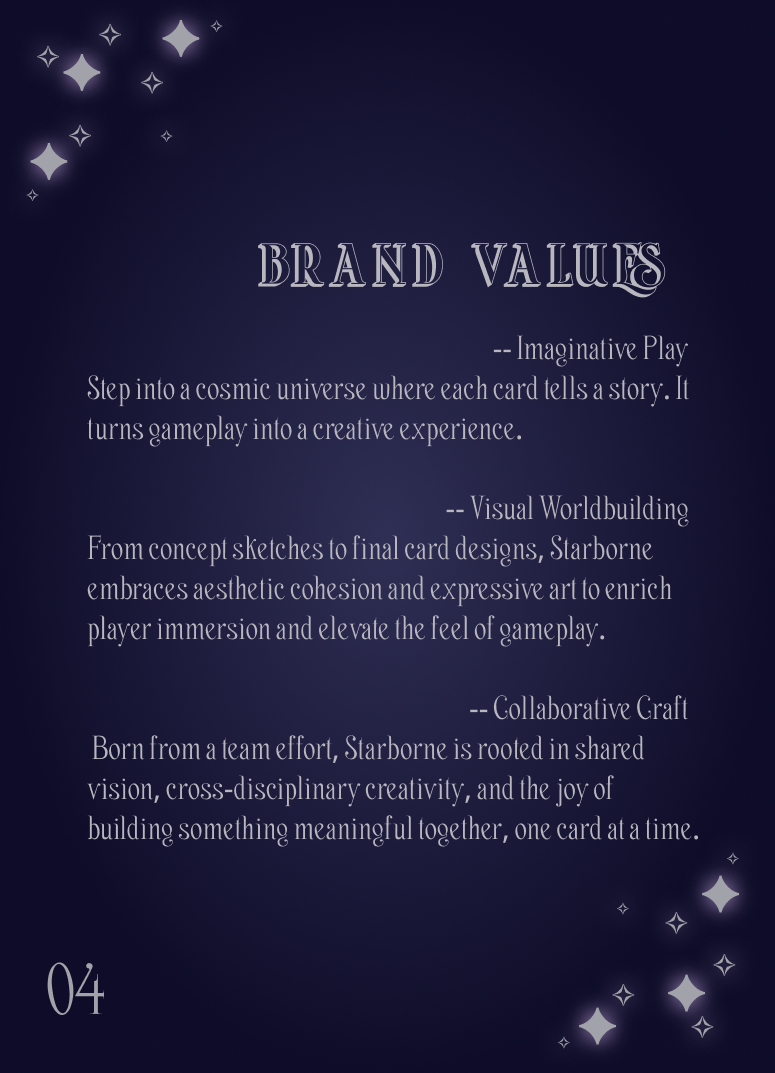 BRAND VALUES
-- Imaginative Play
Step into a cosmic universe where each card tells a story. It
turns gameplay into a creative experience.
-- Visual Worldbuilding
From concept sketches to final card designs, Starborne
embraces aesthetic cohesion and expressive art to enrich
player immersion and elevate the feel of gameplay.
-- Collaborative Craft
Born from a team effort, Starborne is rooted in shared
vision, cross-disciplinary creativity, and the joy of
building something meaningful together, one card at a time.
04